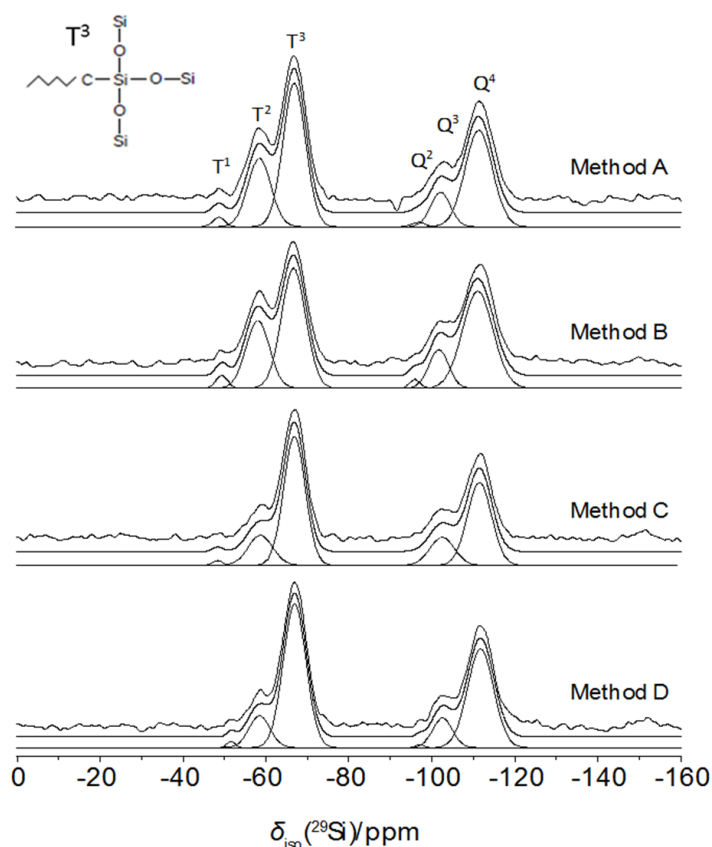 T³
Si
O
C Si O Si
O
Si
T¹
T²
T³
Q²
Q³
Q⁴
Method A
Method B
Method C
Method D
0 -20 -40 -60 -80 -100 -120 -140 -160
δiso(²⁹Si)/ppm